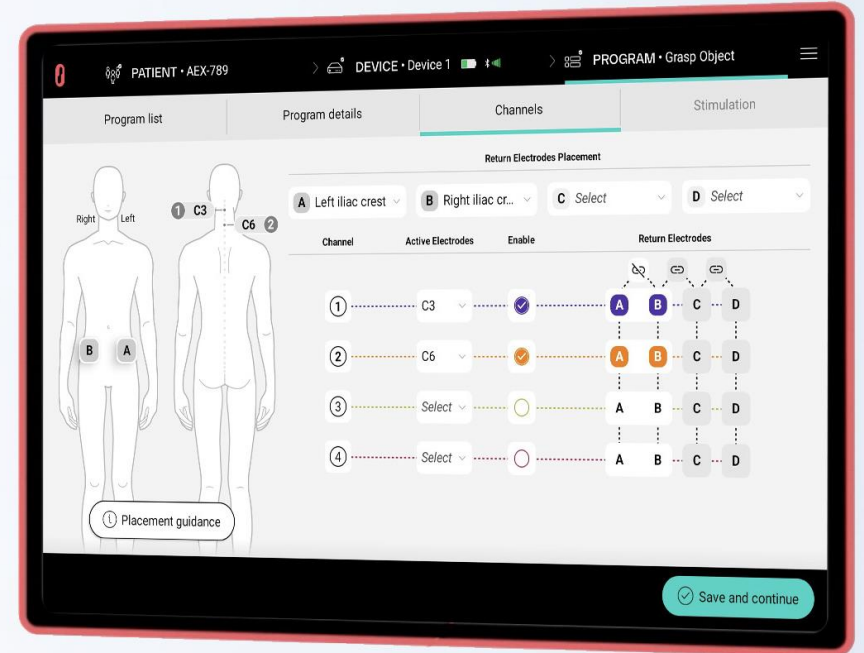 PATIENT • AEX-789
DEVICE • Device 1
PROGRAM • Grasp Object
Program list
Program details
Channels
Stimulation
Right
Left
1 C3
C6 2
B
A
Placement guidance
Return Electrodes Placement
A Left iliac crest
B Right iliac cr...
C Select
D Select
Channel
Active Electrodes
Enable
Return Electrodes
1 C3 A B C D
2 C6 A B C D
3 Select A B C D
4 Select A B C D
Save and continue